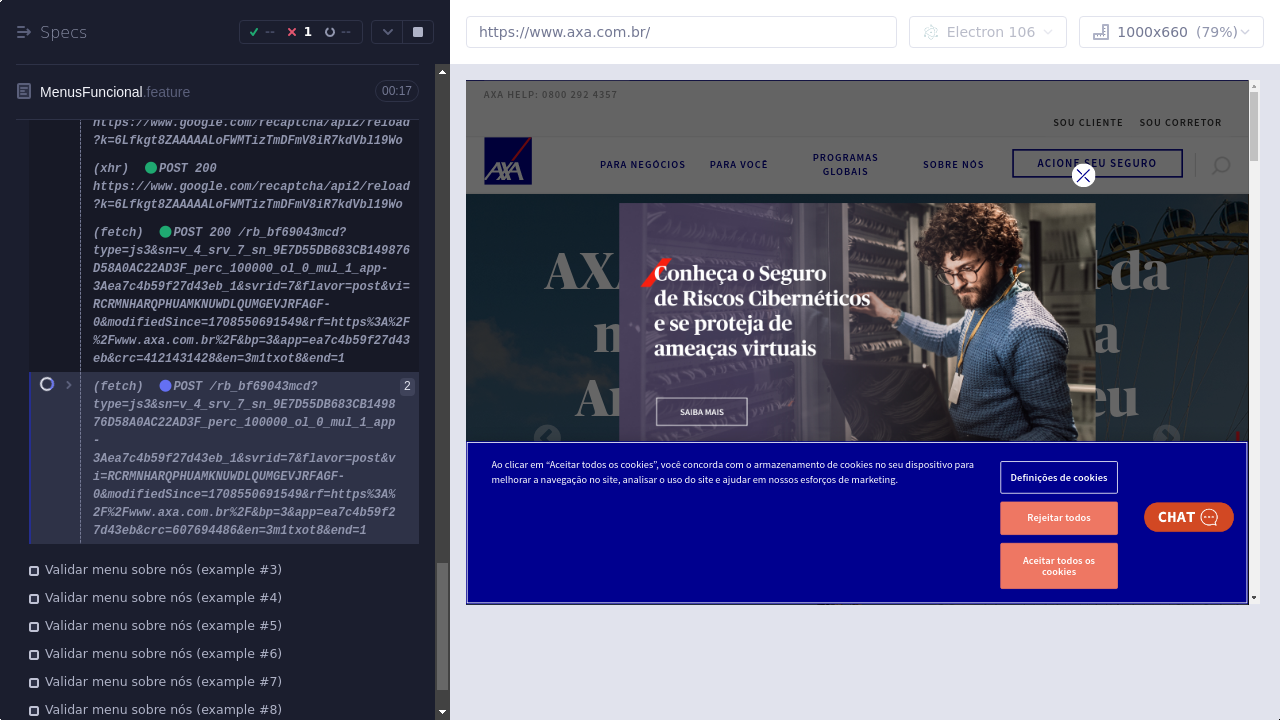 Specs
--
1
--
https://www.axa.com.br/
Electron 106
1000x660 (79%)
MenusFuncional.feature
00:17
https://www.google.com/recaptcha/api2/reload
?k=6Lfkgt8ZAAAAALoFWMTizTmDFmV8iR7kdVbl19Wo
(xhr) POST 200
https://www.google.com/recaptcha/api2/reload
?k=6Lfkgt8ZAAAAALoFWMTizTmDFmV8iR7kdVbl19Wo
(fetch) POST 200 /rb_bf69043mcd?
type=js3&sn=v_4_srv_7_sn_9E7D55DB683CB149876
D58A0AC22AD3F_perc_100000_ol_0_mul_1_app-
3Aea7c4b59f27d43eb_1&svrid=7&flavor=post&vi=
RCRMNHARQPHUAMKNUWDLQUMGEVJRFAGF-
0&modifiedSince=1708550691549&rf=https%3A%2F
%2Fwww.axa.com.br%2F&bp=3&app=ea7c4b59f27d43
eb&crc=4121431428&en=3m1txot8&end=1
(fetch) POST /rb_bf69043mcd?
2
type=js3&sn=v_4_srv_7_sn_9E7D55DB683CB1498
76D58A0AC22AD3F_perc_100000_ol_0_mul_1_app
-
3Aea7c4b59f27d43eb_1&svrid=7&flavor=post&v
i=RCRMNHARQPHUAMKNUWDLQUMGEVJRFAGF-
0&modifiedSince=1708550691549&rf=https%3A%
2F%2Fwww.axa.com.br%2F&bp=3&app=ea7c4b59f2
7d43eb&crc=607694486&en=3m1txot8&end=1
Validar menu sobre nós (example #3)
Validar menu sobre nós (example #4)
Validar menu sobre nós (example #5)
Validar menu sobre nós (example #6)
Validar menu sobre nós (example #7)
Validar menu sobre nós (example #8)
AXA HELP: 0800 292 4357
SOU CLIENTE SOU CORRETOR
AXA
PARA NEGÓCIOS
PARA VOCÊ
PROGRAMAS
GLOBAIS
SOBRE NÓS
ACIONE SEU SEGURO
AX
da
Conheça o Seguro
de Riscos Cibernéticos
e se proteja de
ameaças virtuais
SAIBA MAIS
Ao clicar em “Aceitar todos os cookies”, você concorda com o armazenamento de cookies no seu dispositivo para
melhorar a navegação no site, analisar o uso do site e ajudar em nossos esforços de marketing.
Definições de cookies
Rejeitar todos
Aceitar todos os
cookies
CHAT